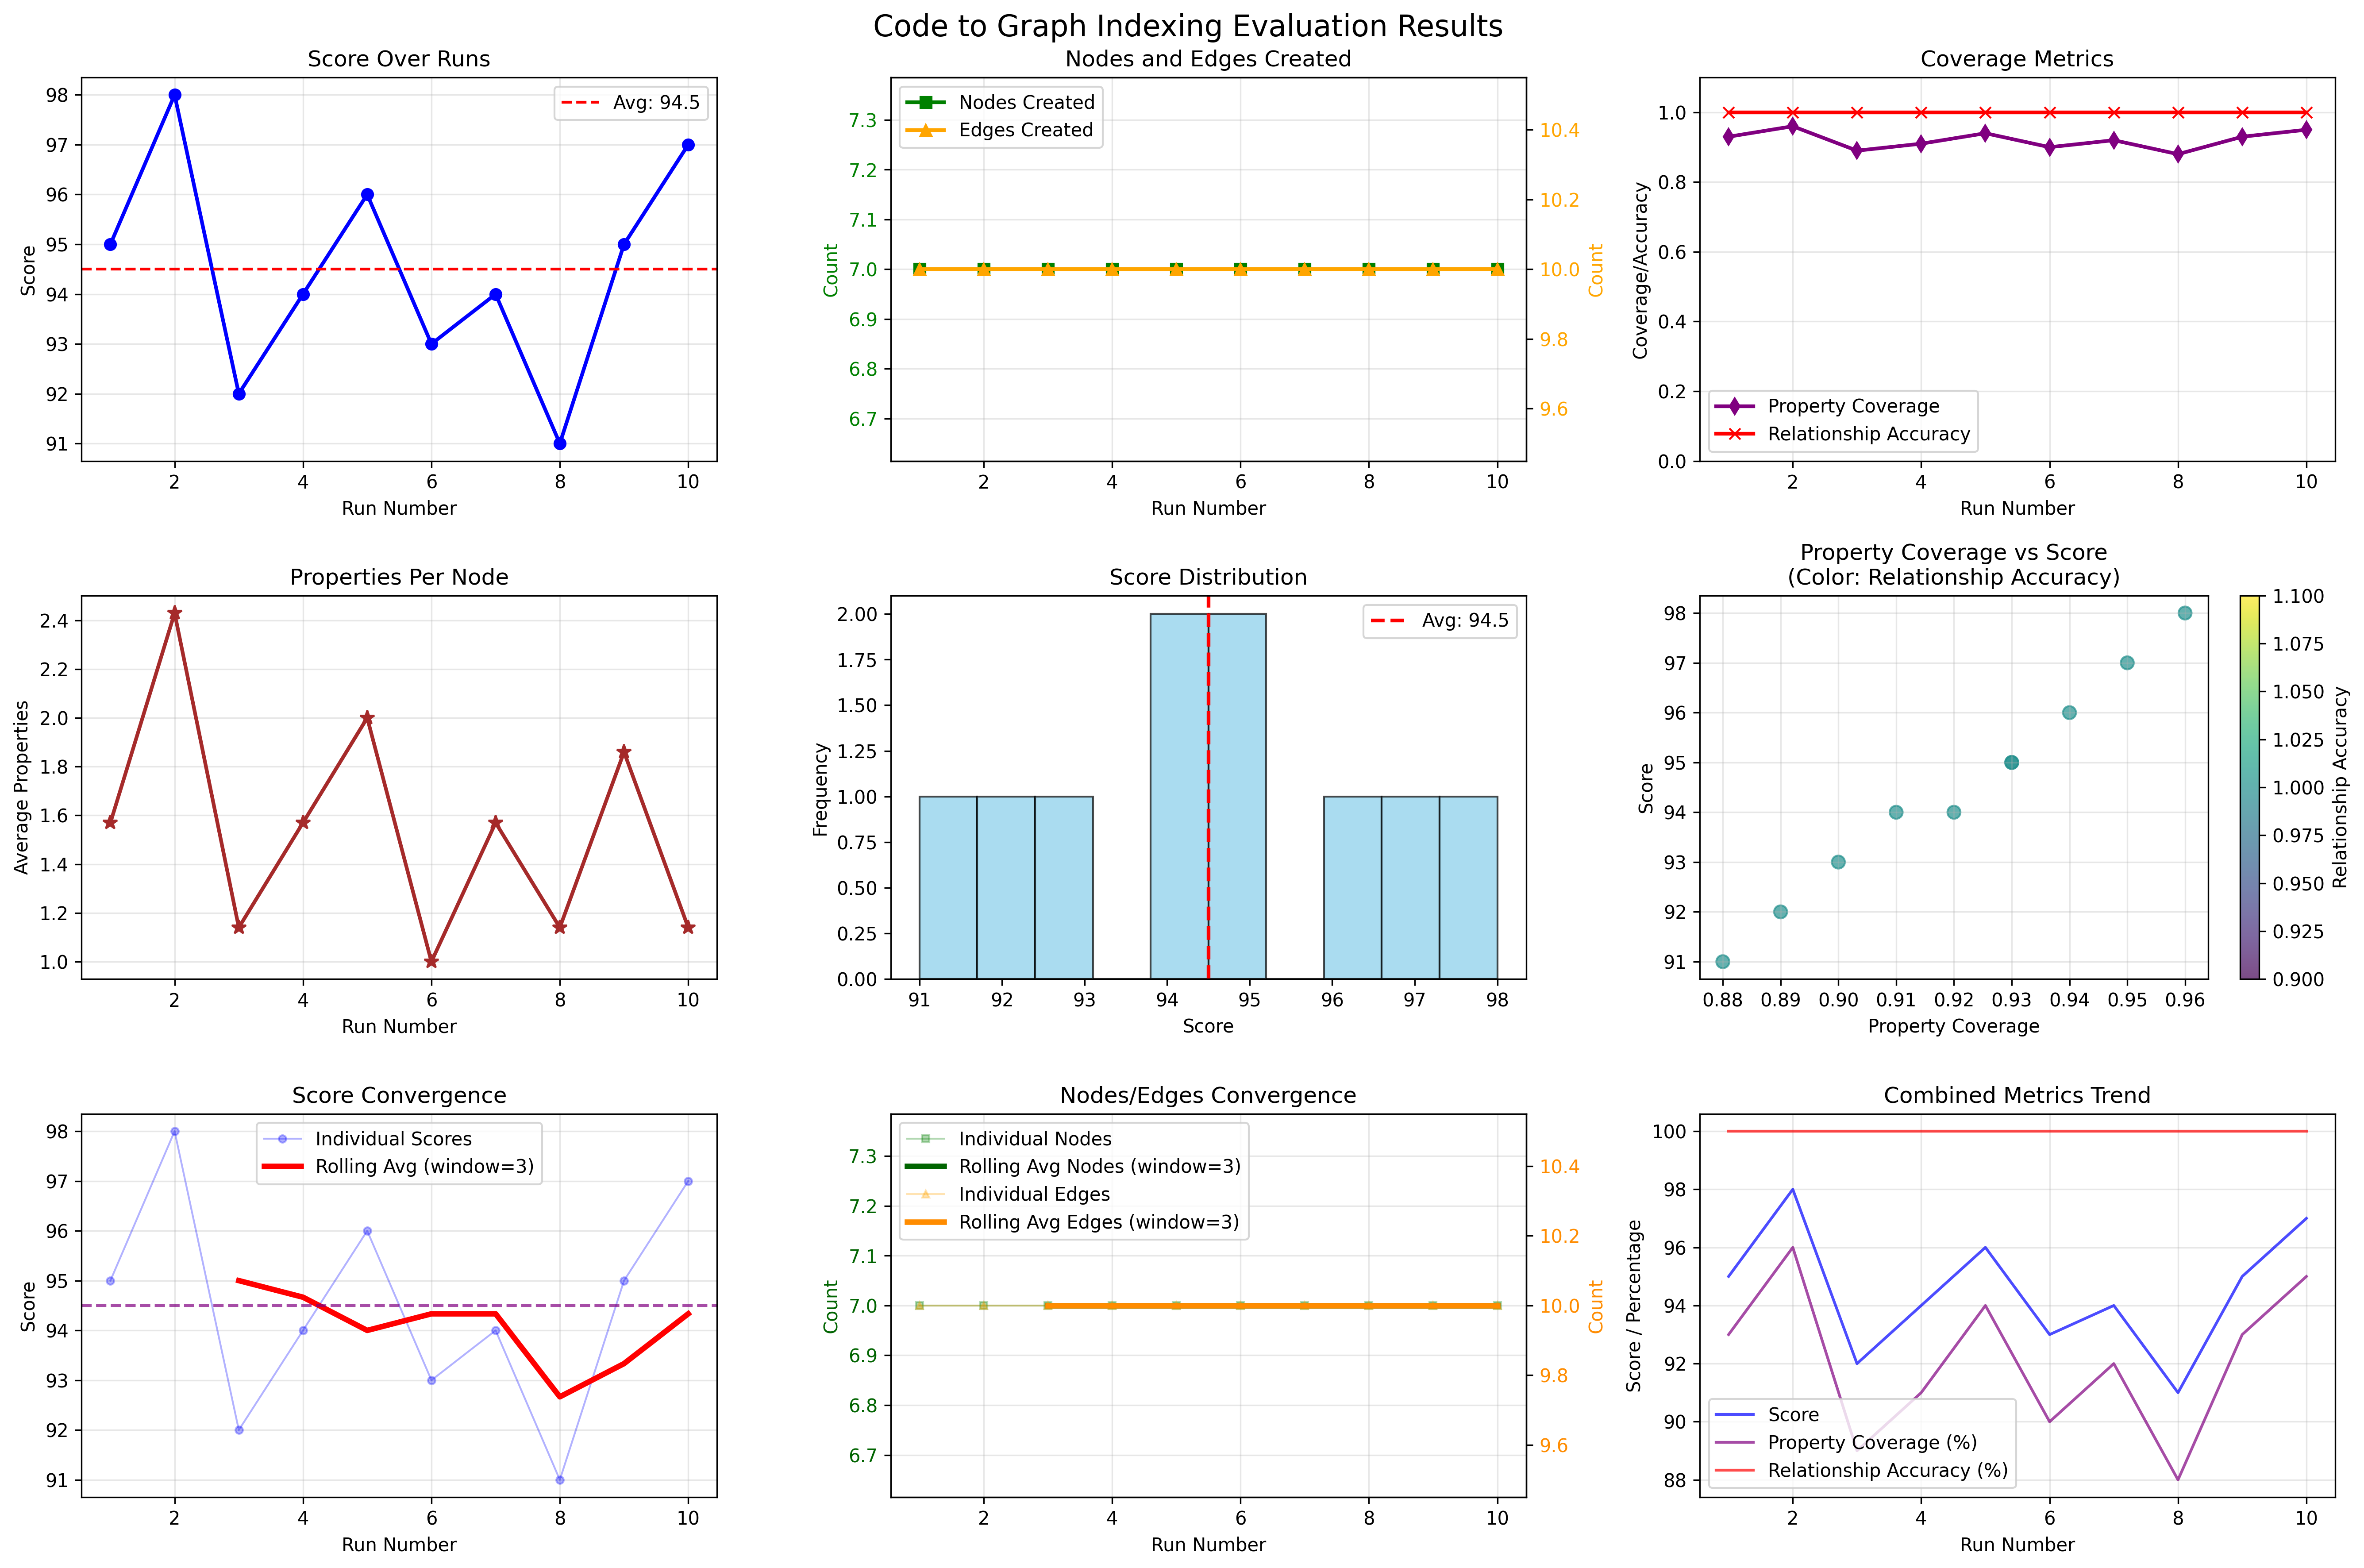 Code to Graph Indexing Evaluation Results
Score Over Runs
98
97
96
95
94
93
92
91
Score
Avg: 94.5
2 4 6 8 10
Run Number
Nodes and Edges Created
Nodes Created
Edges Created
7.3
7.2
7.1
7.0
6.9
6.8
6.7
Count
10.4
10.2
10.0
9.8
9.6
Count
2 4 6 8 10
Run Number
Coverage Metrics
1.0
0.8
0.6
0.4
0.2
0.0
Coverage/Accuracy
Property Coverage
Relationship Accuracy
2 4 6 8 10
Run Number
Properties Per Node
2.4
2.2
2.0
1.8
1.6
1.4
1.2
1.0
Average Properties
2 4 6 8 10
Run Number
Score Distribution
2.00
1.75
1.50
1.25
1.00
0.75
0.50
0.25
0.00
Frequency
Avg: 94.5
91 92 93 94 95 96 97 98
Score
Property Coverage vs Score
(Color: Relationship Accuracy)
98
97
96
95
94
93
92
91
Score
0.88 0.89 0.90 0.91 0.92 0.93 0.94 0.95 0.96
Property Coverage
1.100
1.075
1.050
1.025
1.000
0.975
0.950
0.925
0.900
Relationship Accuracy
Score Convergence
98
97
96
95
94
93
92
91
Score
Individual Scores
Rolling Avg (window=3)
2 4 6 8 10
Run Number
Nodes/Edges Convergence
Individual Nodes
Rolling Avg Nodes (window=3)
Individual Edges
Rolling Avg Edges (window=3)
7.3
7.2
7.1
7.0
6.9
6.8
6.7
Count
10.4
10.2
10.0
9.8
9.6
Count
2 4 6 8 10
Run Number
Combined Metrics Trend
100
98
96
94
92
90
88
Score / Percentage
Score
Property Coverage (%)
Relationship Accuracy (%)
2 4 6 8 10
Run Number